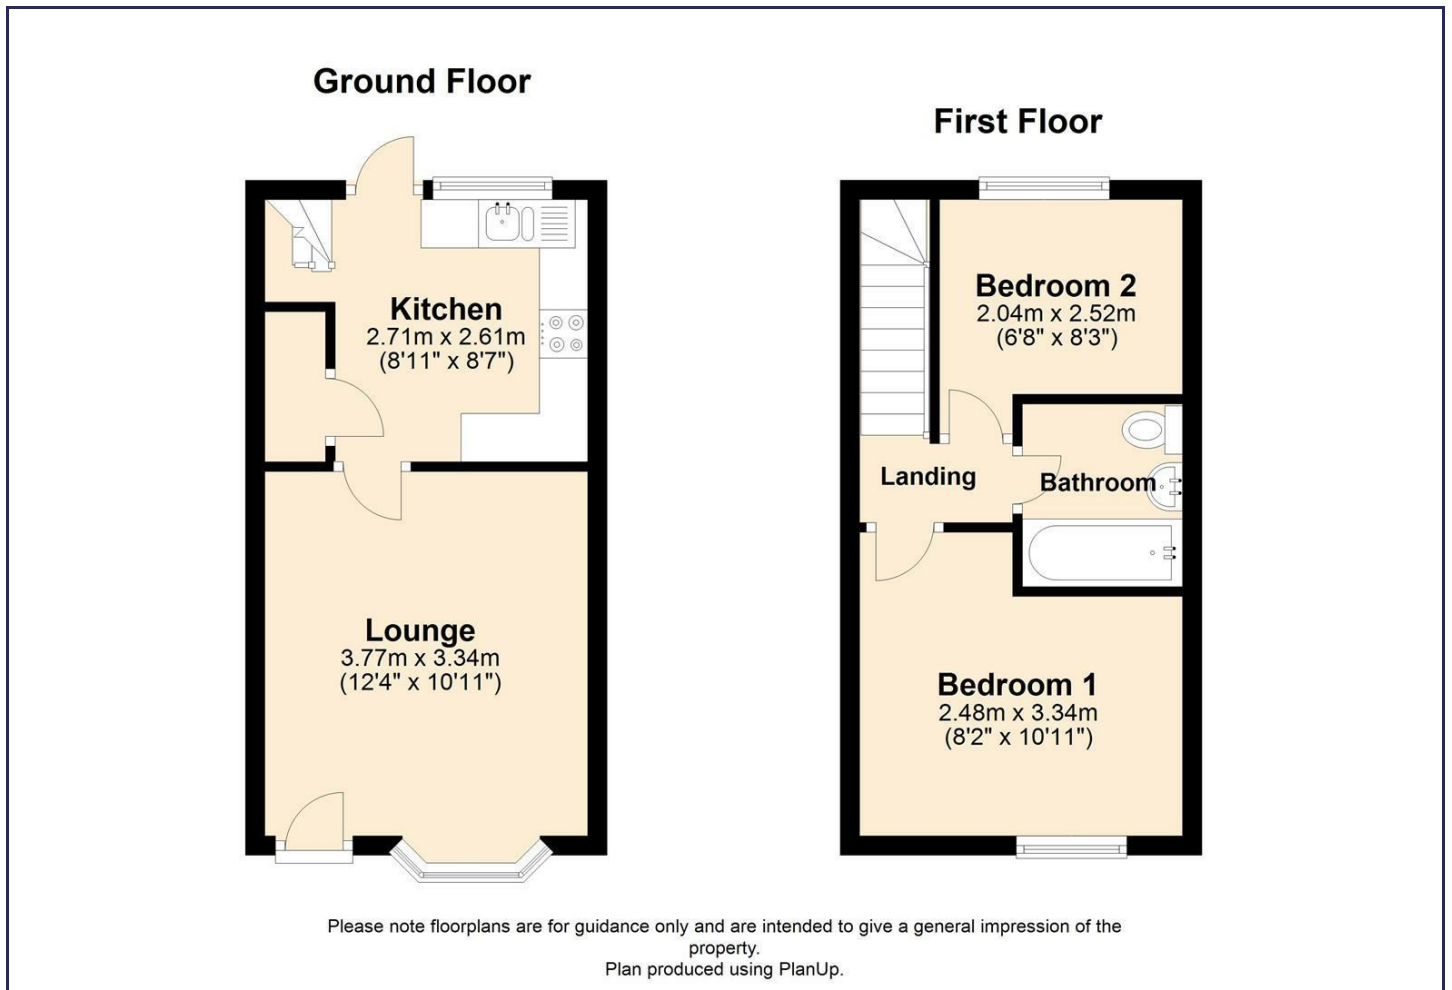 Ground Floor
First Floor
Kitchen
2.71m x 2.61m
(8'11" x 8'7")
Lounge
3.77m x 3.34m
(12'4" x 10'11")
Bedroom 2
2.04m x 2.52m
(6'8" x 8'3")
Landing
Bathroom
Bedroom 1
2.48m x 3.34m
(8'2" x 10'11")
Please note floorplans are for guidance only and are intended to give a general impression of the
property.
Plan produced using PlanUp.